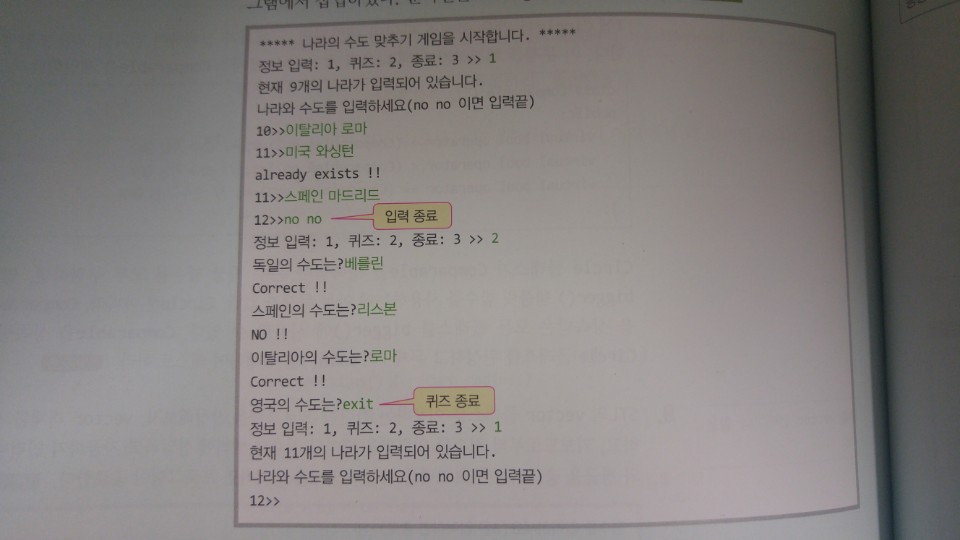 ***** 나라의 수도 맞추기 게임을 시작합니다. *****
정보 입력: 1, 퀴즈: 2, 종료: 3 >> 1
현재 9개의 나라가 입력되어 있습니다.
나라와 수도를 입력하세요(no no 이면 입력끝)
10>>이탈리아 로마
11>>미국 와싱턴
already exists !!
11>>스페인 마드리드
12>>no no 입력 종료
정보 입력: 1, 퀴즈: 2, 종료: 3 >> 2
독일의 수도는?베를린
Correct !!
스페인의 수도는?리스본
NO !!
이탈리아의 수도는?로마
Correct !!
영국의 수도는?exit 퀴즈 종료
정보 입력: 1, 퀴즈: 2, 종료: 3 >> 1
현재 11개의 나라가 입력되어 있습니다.
나라와 수도를 입력하세요(no no 이면 입력끝)
12>>